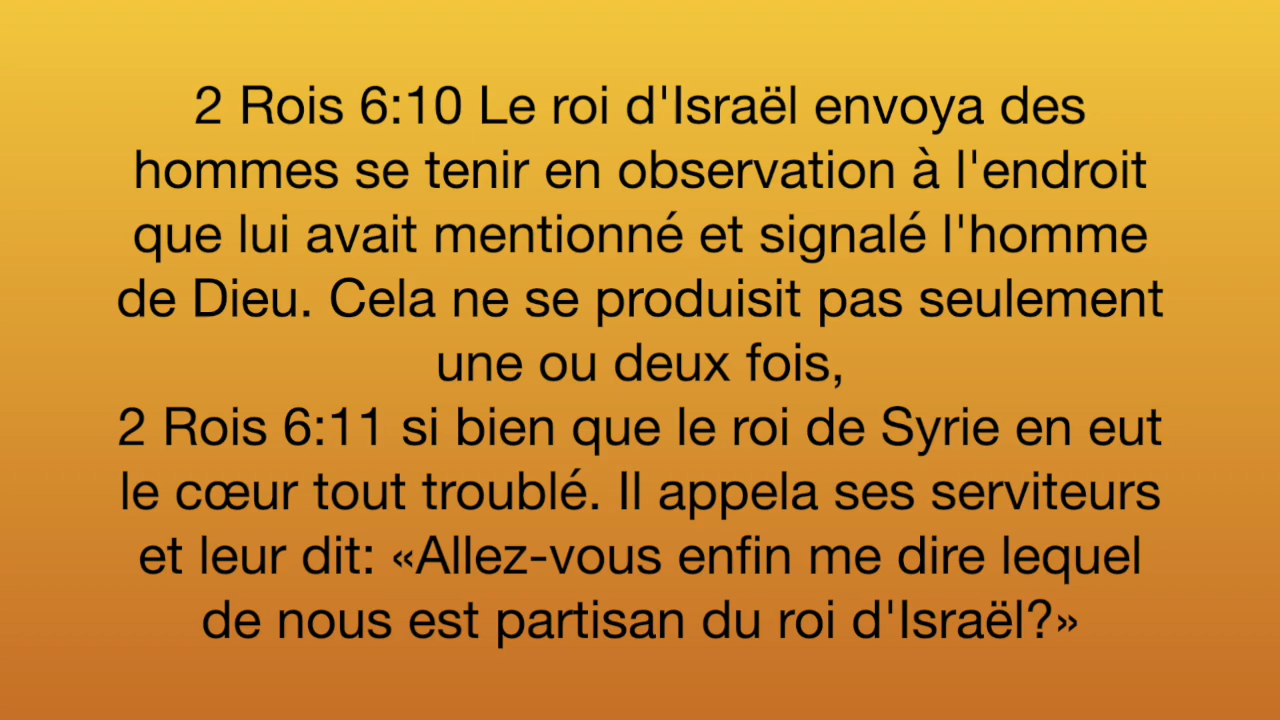 2 Rois 6:10 Le roi d'Israël envoya des
hommes se tenir en observation à l'endroit
que lui avait mentionné et signalé l'homme
de Dieu. Cela ne se produisit pas seulement
une ou deux fois,
2 Rois 6:11 si bien que le roi de Syrie en eut
le cœur tout troublé. Il appela ses serviteurs
et leur dit: «Allez-vous enfin me dire lequel
de nous est partisan du roi d'Israël?»